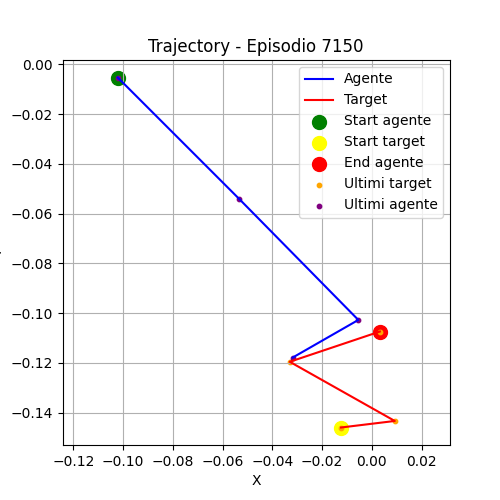 Trajectory - Episodio 7150
0.00
−0.02
−0.04
−0.06
−0.08
−0.10
−0.12
−0.14
Agente
Target
Start agente
Start target
End agente
Ultimi target
Ultimi agente
−0.12 −0.10 −0.08 −0.06 −0.04 −0.02 0.00 0.02
X